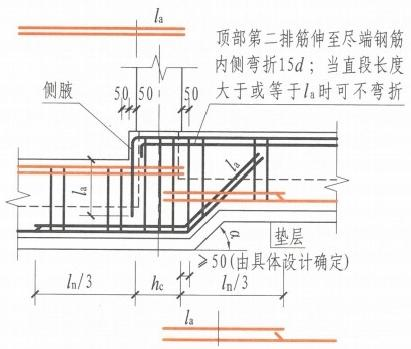 la
顶部第二排筋伸至尽端钢筋
内侧弯折15d；当直段长度
大于或等于la时可不弯折
50 50 50
侧腋
la
la
α
垫层
≥50(由具体设计确定)
ln/3 hc ln/3
la